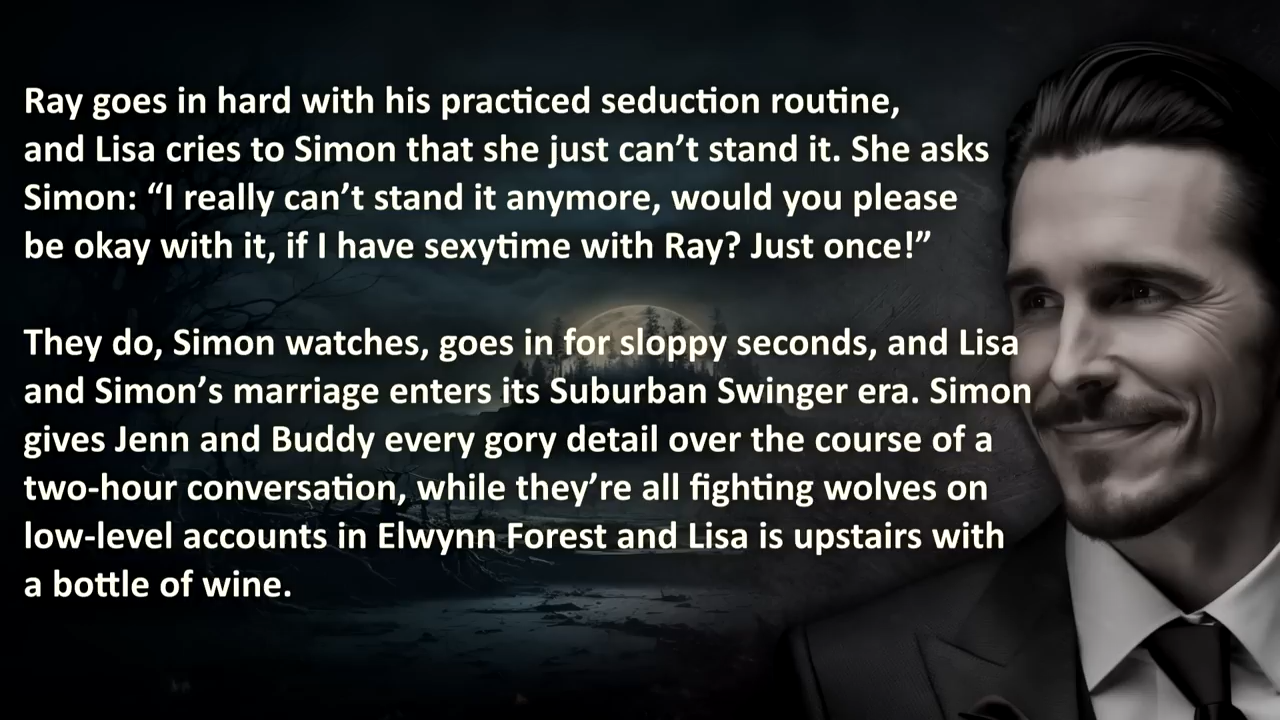 Ray goes in hard with his practiced seduction routine,
and Lisa cries to Simon that she just can’t stand it. She asks
Simon: “I really can’t stand it anymore, would you please
be okay with it, if I have sexytime with Ray? Just once!”
They do, Simon watches, goes in for sloppy seconds, and Lisa
and Simon’s marriage enters its Suburban Swinger era. Simon
gives Jenn and Buddy every gory detail over the course of a
two-hour conversation, while they’re all fighting wolves on
low-level accounts in Elwynn Forest and Lisa is upstairs with
a bottle of wine.